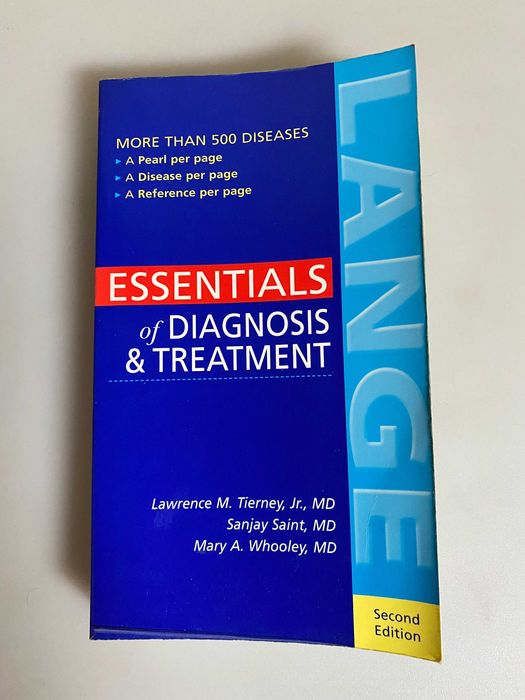 MORE THAN 500 DISEASES
▸ A Pearl per page
▸ A Disease per page
▸ A Reference per page
ESSENTIALS
of DIAGNOSIS
& TREATMENT
Lawrence M. Tierney, Jr., MD
Sanjay Saint, MD
Mary A. Whooley, MD
LANGE
Second
Edition